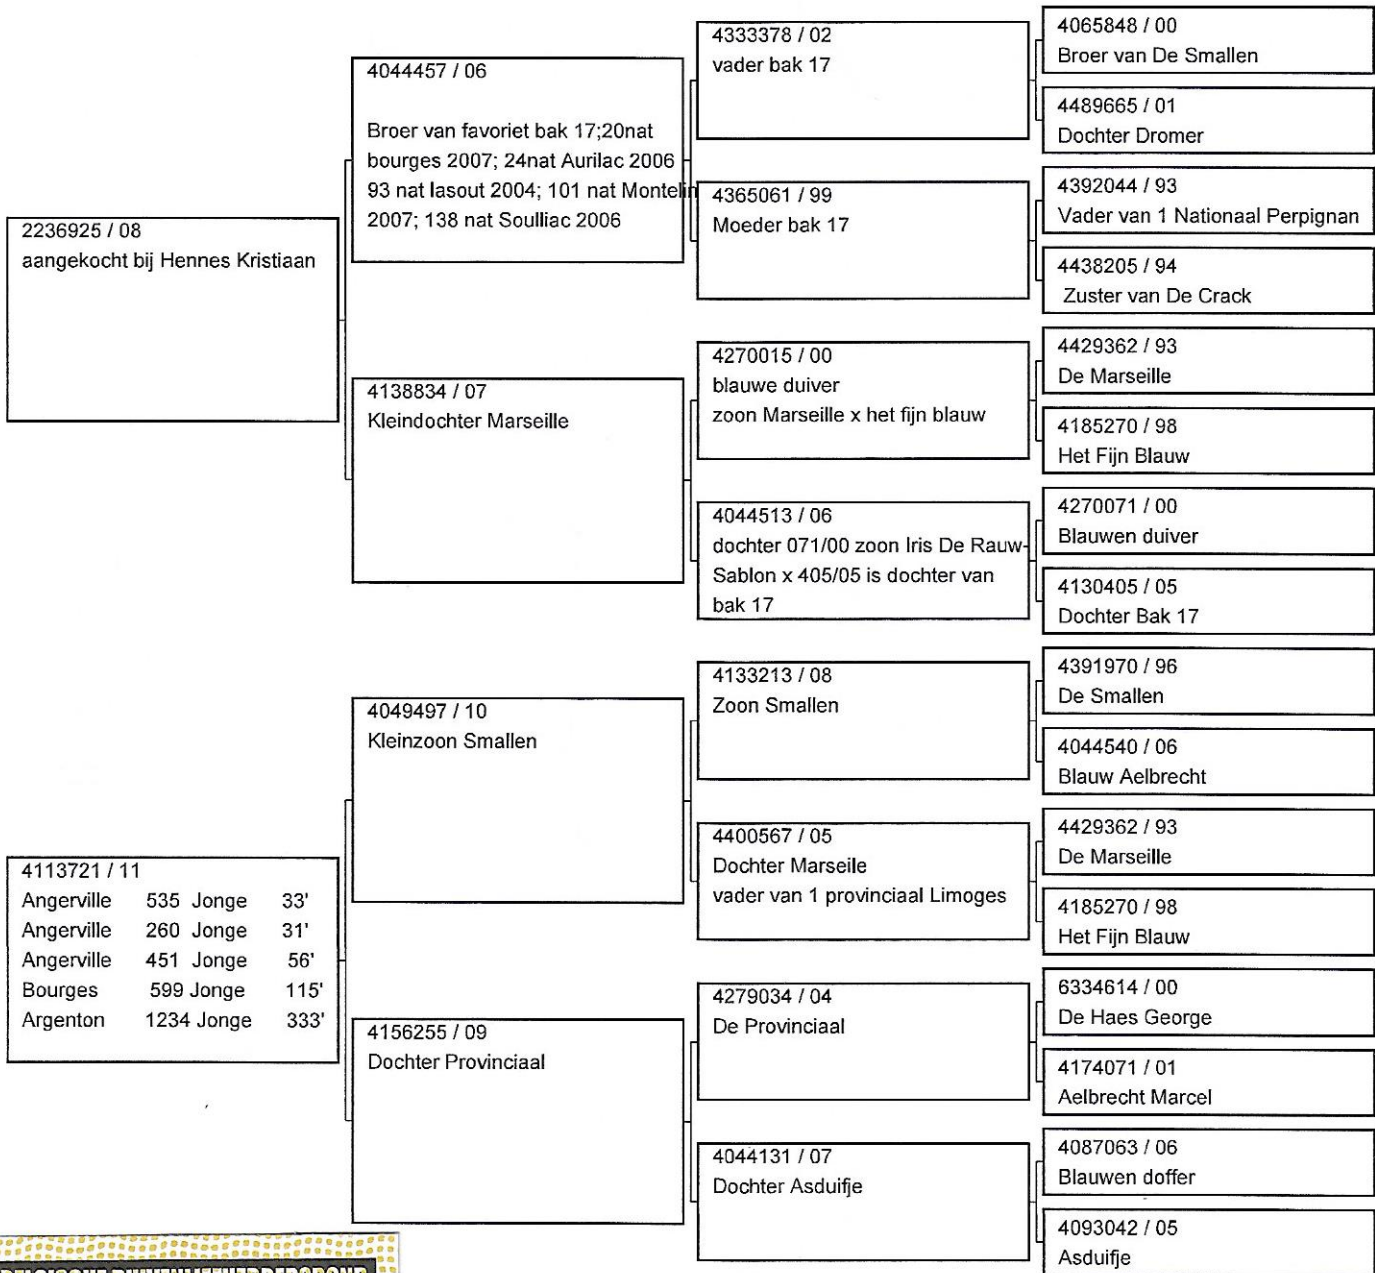 2236925 / 08
aangekocht bij Hennes Kristiaan
4044457 / 06
Broer van favoriet bak 17;20nat
bourges 2007; 24nat Aurilac 2006
93 nat lasout 2004; 101 nat Montelin
2007; 138 nat Soulliac 2006
4138834 / 07
Kleindochter Marseille
4333378 / 02
vader bak 17
4365061 / 99
Moeder bak 17
4270015 / 00
blauwe duiver
zoon Marseille x het fijn blauw
4044513 / 06
dochter 071/00 zoon Iris De Rauw-
Sablon x 405/05 is dochter van
bak 17
4065848 / 00
Broer van De Smallen
4489665 / 01
Dochter Dromer
4392044 / 93
Vader van 1 Nationaal Perpignan
4438205 / 94
Zuster van De Crack
4429362 / 93
De Marseille
4185270 / 98
Het Fijn Blauw
4270071 / 00
Blauwen duiver
4130405 / 05
Dochter Bak 17
4113721 / 11
Angerville 535 Jonge 33'
Angerville 260 Jonge 31'
Angerville 451 Jonge 56'
Bourges 599 Jonge 115'
Argenton 1234 Jonge 333'
4049497 / 10
Kleinzoon Smallen
4156255 / 09
Dochter Provinciaal
4133213 / 08
Zoon Smallen
4400567 / 05
Dochter Marseile
vader van 1 provinciaal Limoges
4279034 / 04
De Provinciaal
4044131 / 07
Dochter Asduifje
4391970 / 96
De Smallen
4044540 / 06
Blauw Aelbrecht
4429362 / 93
De Marseille
4185270 / 98
Het Fijn Blauw
6334614 / 00
De Haes George
4174071 / 01
Aelbrecht Marcel
4087063 / 06
Blauwen doffer
4093042 / 05
Asduifje